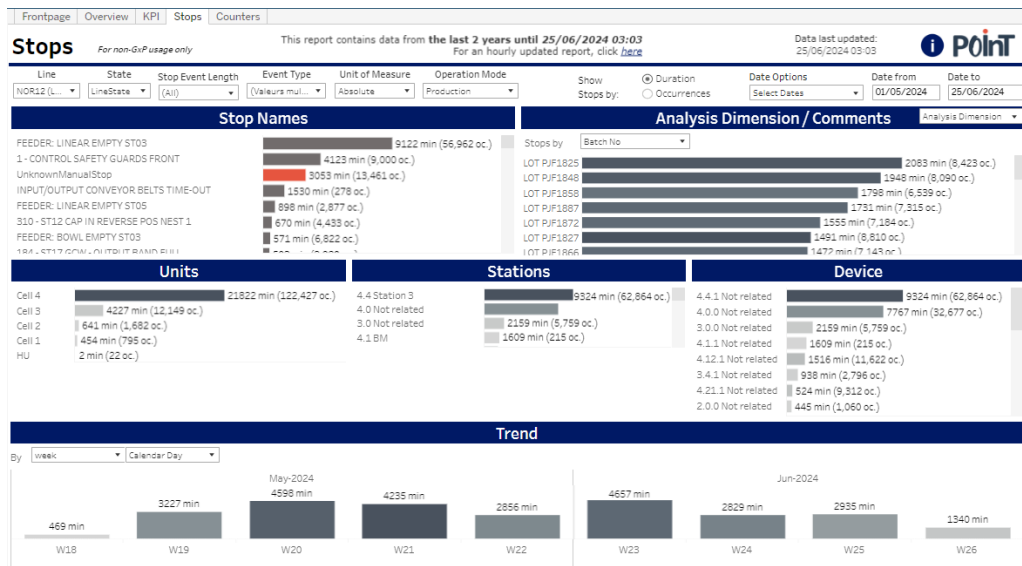 Frontpage Overview KPI Stops Counters
Stops
For non-GxP usage only
This report contains data from the last 2 years until 25/06/2024 03:03
For an hourly updated report, click here
Data last updated:
25/06/2024 03:03
i
POINT
Line State Stop Event Length Event Type Unit of Measure Operation Mode
NOR12 (L... LineState (All) (Valeurs mul... Absolute Production
Show
Stops by:
Duration
Occurrences
Date Options Date from Date to
Select Dates 01/05/2024 25/06/2024
Stop Names
FEEDER: LINEAR EMPTY ST03 9122 min (56,962 oc.)
1 - CONTROL SAFETY GUARDS FRONT 4123 min (9,000 oc.)
UnknownManualStop 3053 min (13,461 oc.)
INPUT/OUTPUT CONVEYOR BELTS TIME-OUT 1530 min (278 oc.)
FEEDER: LINEAR EMPTY ST05 898 min (2,877 oc.)
310 - ST12 CAP IN REVERSE POS NEST 1 670 min (4,433 oc.)
FEEDER: BOWL EMPTY ST03 571 min (6,822 oc.)
184 - ST17 GCW - OUTPUT BAND FULL
Analysis Dimension / Comments
Analysis Dimension
Stops by Batch No
LOT PJF1825 2083 min (8,423 oc.)
LOT PJF1848 1948 min (8,090 oc.)
LOT PJF1858 1798 min (6,539 oc.)
LOT PJF1887 1731 min (7,315 oc.)
LOT PJF1872 1555 min (7,184 oc.)
LOT PJF1827 1491 min (8,810 oc.)
LOT PJF1866 1472 min (7,143 oc.)
Units
Cell 4 21822 min (122,427 oc.)
Cell 3 4227 min (12,149 oc.)
Cell 2 641 min (1,682 oc.)
Cell 1 454 min (795 oc.)
HU 2 min (22 oc.)
Stations
4.4 Station 3 9324 min (62,864 oc.)
4.0 Not related
3.0 Not related 2159 min (5,759 oc.)
4.1 BM 1609 min (215 oc.)
Device
4.4.1 Not related 9324 min (62,864 oc.)
4.0.0 Not related 7767 min (32,677 oc.)
3.0.0 Not related 2159 min (5,759 oc.)
4.1.1 Not related 1609 min (215 oc.)
4.12.1 Not related 1516 min (11,622 oc.)
3.4.1 Not related 938 min (2,796 oc.)
4.21.1 Not related 524 min (9,312 oc.)
2.0.0 Not related 445 min (1,060 oc.)
Trend
By week Calendar Day
May-2024 Jun-2024
469 min 3227 min 4598 min 4235 min 2856 min 4657 min 2829 min 2935 min 1340 min
W18 W19 W20 W21 W22 W23 W24 W25 W26